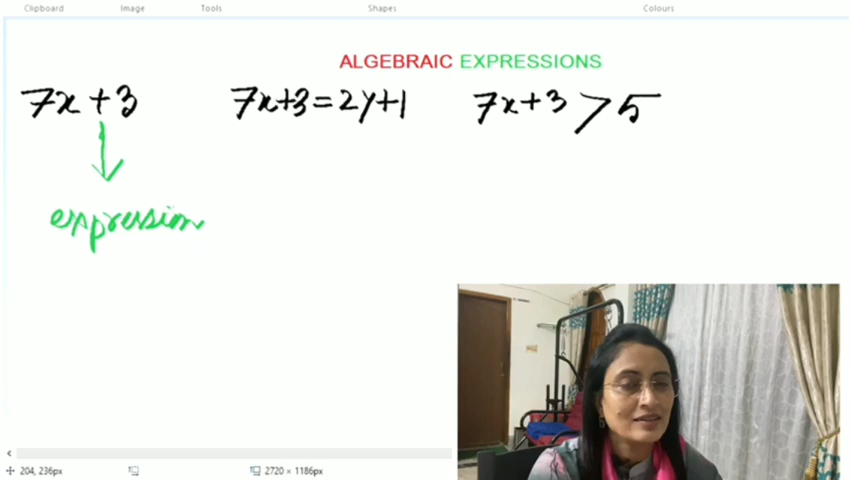 Clipboard Image Tools Shapes Colours
ALGEBRAIC EXPRESSIONS
7x+3 7x+3=2y+1 7x+3>5
expression
204, 236px 2720 × 1186px